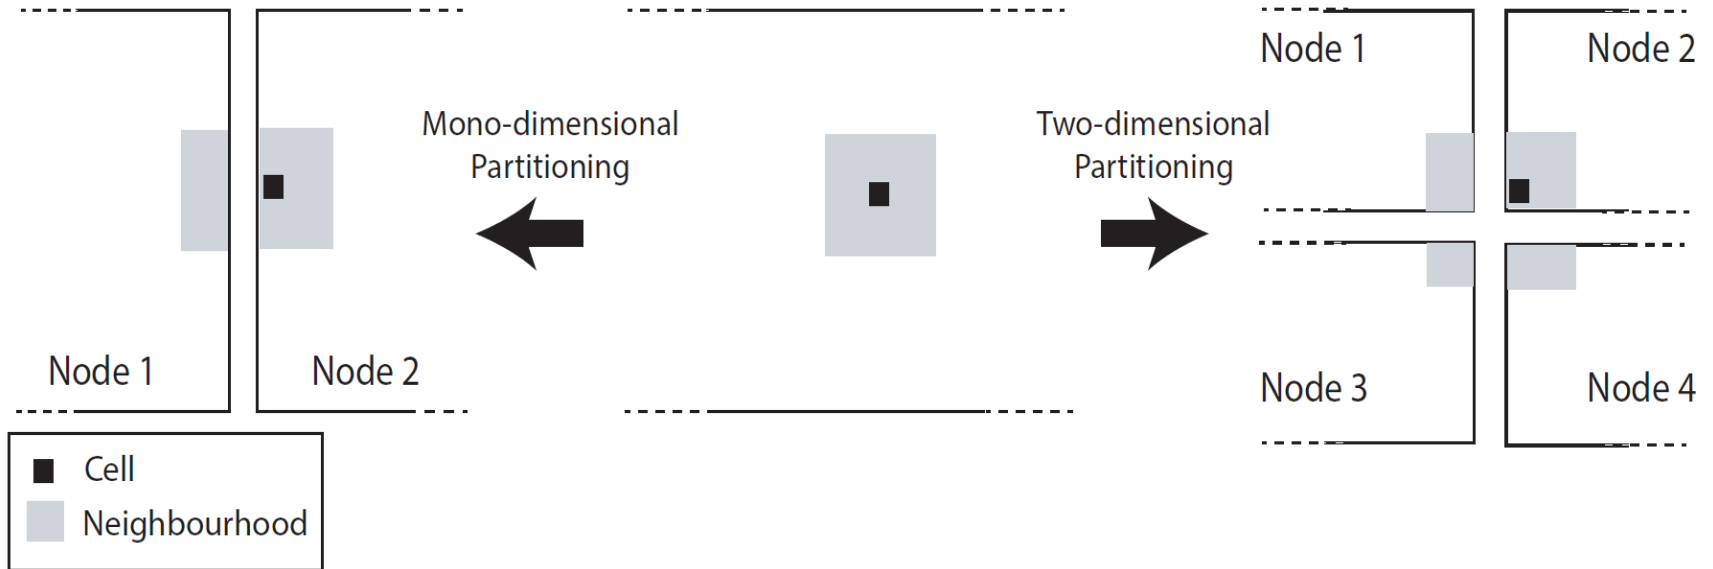 Node 1
Node 2
Mono-dimensional
Partitioning
Two-dimensional
Partitioning
Node 1
Node 2
Node 3
Node 4
Cell
Neighbourhood